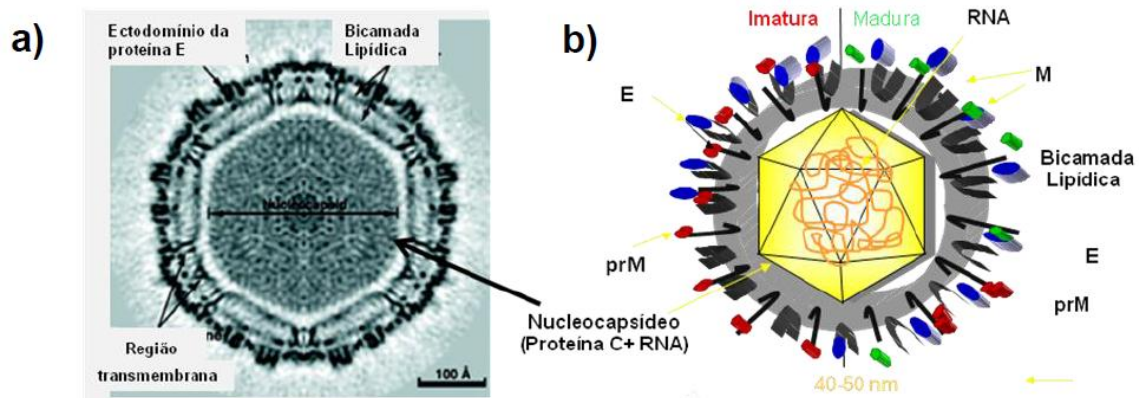 a)
Ectodomínio da
proteína E
Bicamada
Lipídica
Nucleocapsid
Região
transmembrana
100 Å
Nucleocapsídeo
(Proteína C+ RNA)
b)
Imatura
Madura
RNA
E
M
Bicamada
Lipídica
prM
E
prM
40-50 nm